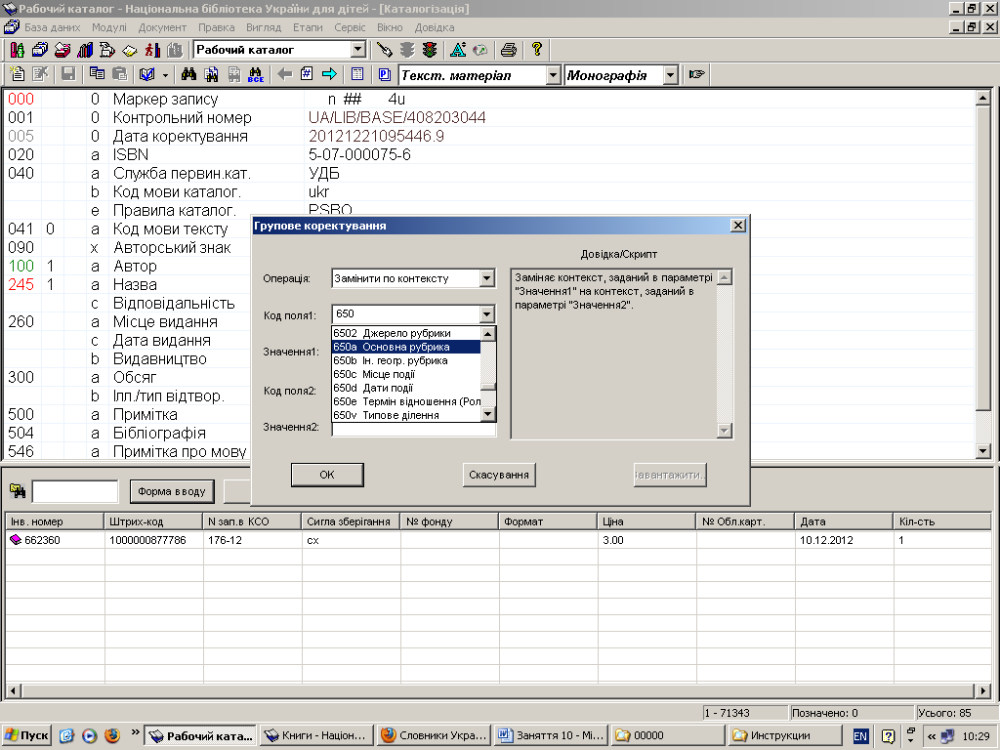 Рабочий каталог - Національна бібліотека України для дітей - [Каталогізація]
База даних Модулі Документ Правка Вигляд Етапи Сервіс Вікно Довідка
Рабочий каталог
ВСЕ # P Текст. матеріал Монографія
000 0 Маркер запису n ## 4u
001 0 Контрольний номер UA/LIB/BASE/408203044
005 0 Дата коректування 20121221095446.9
020 a ISBN 5-07-000075-6
040 a Служба первин.кат. УДБ
b Код мови каталог. ukr
e Правила каталог. PSBO
041 0 a Код мови тексту
090 x Авторський знак
100 1 a Автор
245 1 a Назва
c Відповідальність
260 a Місце видання
c Дата видання
b Видавництво
300 a Обсяг
b Ілл./тип відтвор.
500 a Примітка
504 a Бібліографія
546 a Примітка про мову
Групове коректування
Довідка/Скрипт
Операція: Замінити по контексту
Заміняє контекст, заданий в параметрі
"Значення1" на контекст, заданий в
параметрі "Значення2".
Код поля1: 650
6502 Джерело рубрики
650a Основна рубрика
650b Ін. геогр. рубрика
650c Місце події
650d Дати події
650e Термін відношення (Рол
650v Типове ділення
Значення1:
Код поля2:
Значення2:
OK Скасування Завантажити..
Форма вводу
Інв. номер Штрих-код N зап.в КСО Сигла зберігання № фонду Формат Ціна № Обл.карт. Дата Кіл-сть
662360 1000000877786 176-12 сх 3.00 10.12.2012 1
1 - 71343 Позначено: 0 Усього: 85
Пуск » Рабочий ката... Книги - Націон... Словники Укра... Заняття 10 - Mi... 00000 Инструкции EN « 10:29